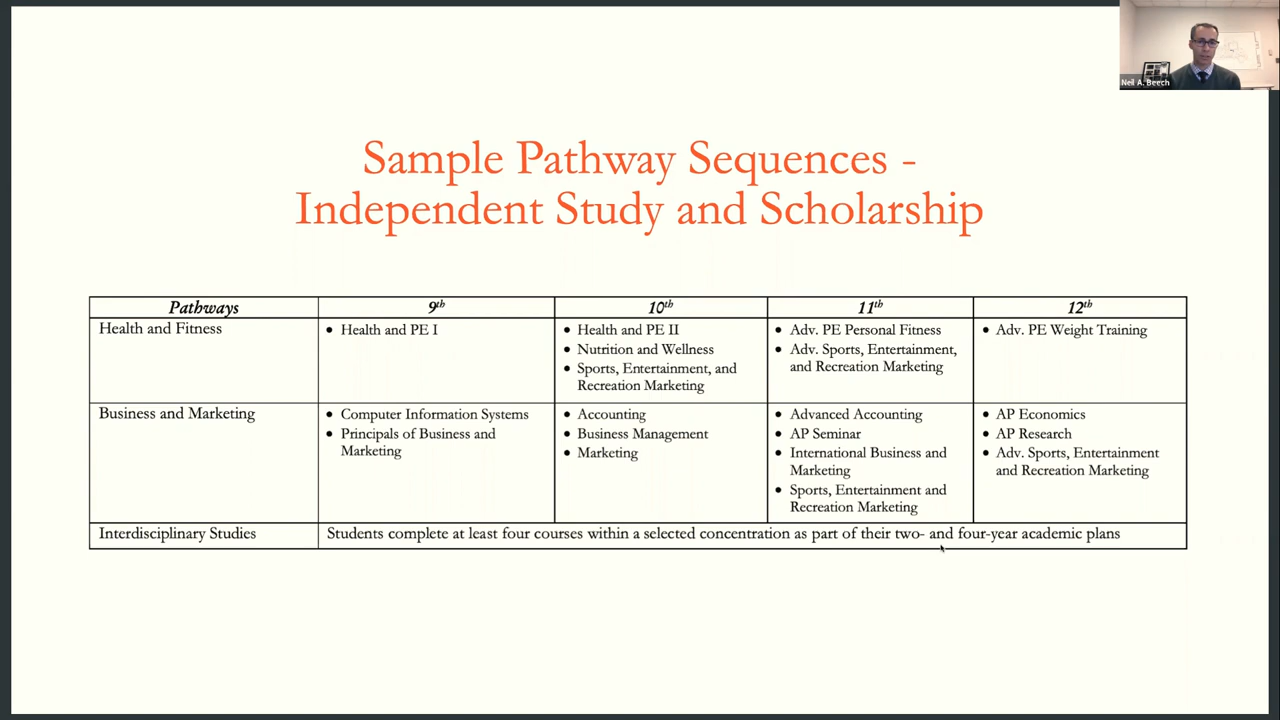 Neil A. Beech
Sample Pathway Sequences -
Independent Study and Scholarship
Pathways 9th 10th 11th 12th
Health and Fitness
• Health and PE I
• Health and PE II
• Nutrition and Wellness
• Sports, Entertainment, and
Recreation Marketing
• Adv. PE Personal Fitness
• Adv. Sports, Entertainment,
and Recreation Marketing
• Adv. PE Weight Training
Business and Marketing
• Computer Information Systems
• Principals of Business and
Marketing
• Accounting
• Business Management
• Marketing
• Advanced Accounting
• AP Seminar
• International Business and
Marketing
• Sports, Entertainment and
Recreation Marketing
• AP Economics
• AP Research
• Adv. Sports, Entertainment
and Recreation Marketing
Interdisciplinary Studies
Students complete at least four courses within a selected concentration as part of their two- and four-year academic plans